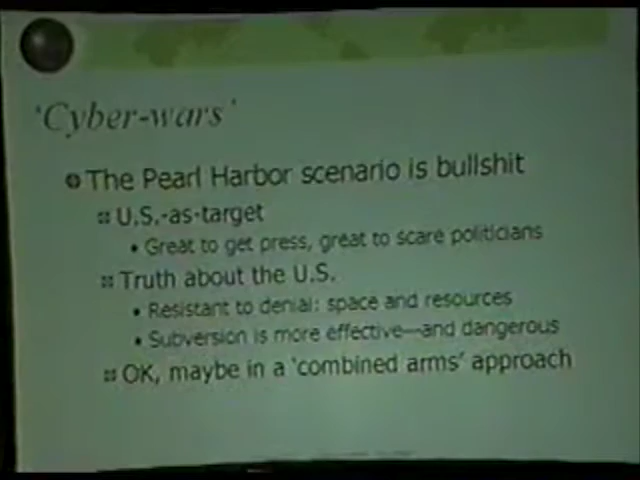 'Cyber-wars'
The Pearl Harbor scenario is bullshit
U.S.-as-target
• Great to get press, great to scare politicians
Truth about the U.S.
• Resistant to denial: space and resources
• Subversion is more effective—and dangerous
OK, maybe in a 'combined arms' approach